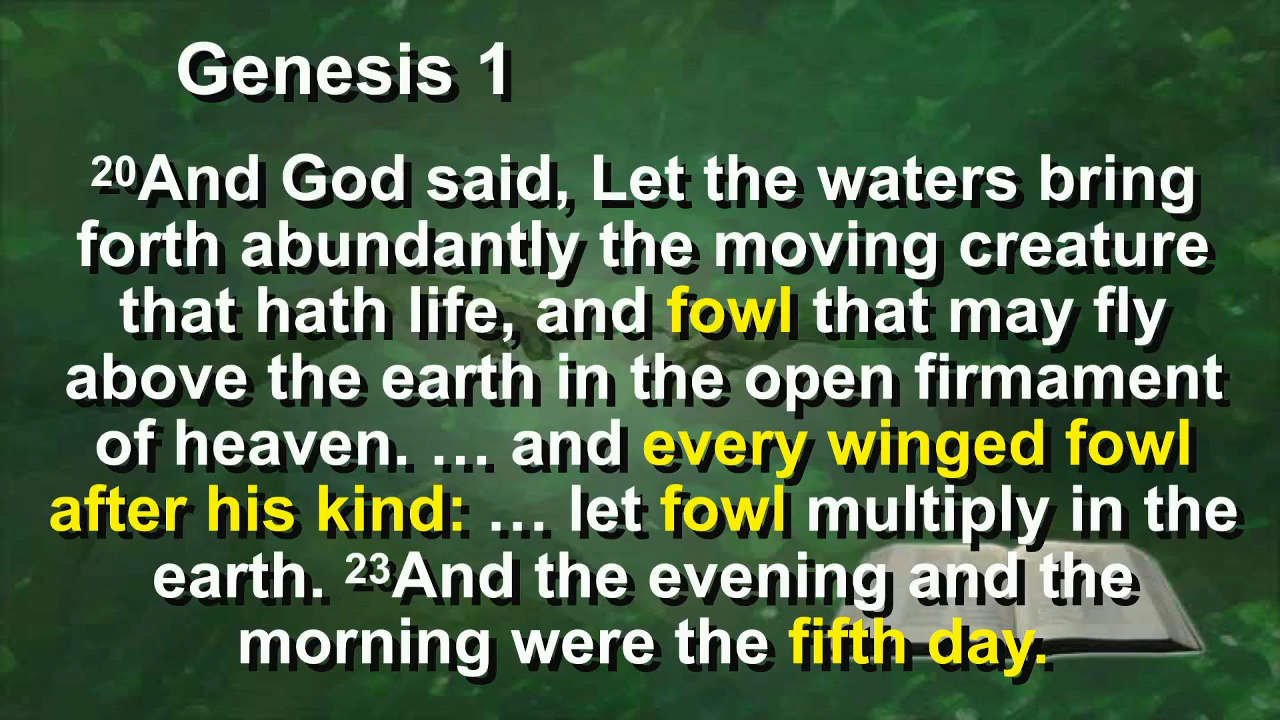 Genesis 1
20And God said, Let the waters bring
forth abundantly the moving creature
that hath life, and fowl that may fly
above the earth in the open firmament
of heaven. … and every winged fowl
after his kind: … let fowl multiply in the
earth. 23And the evening and the
morning were the fifth day.